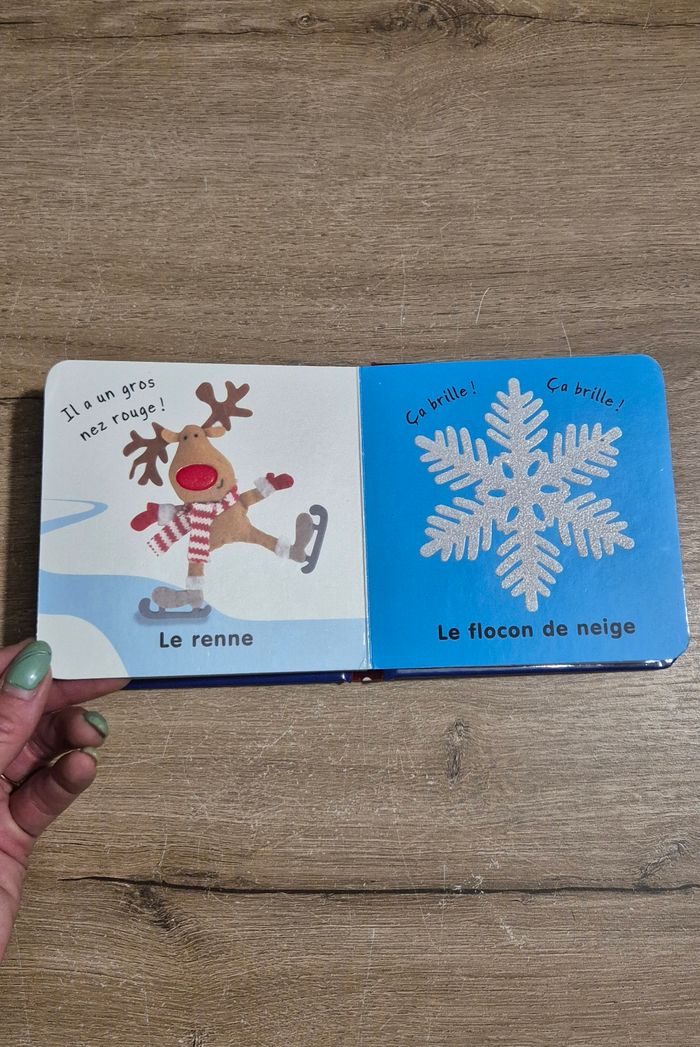 Il a un gros
nez rouge !
Le renne
Ça brille !
Ça brille !
Le flocon de neige